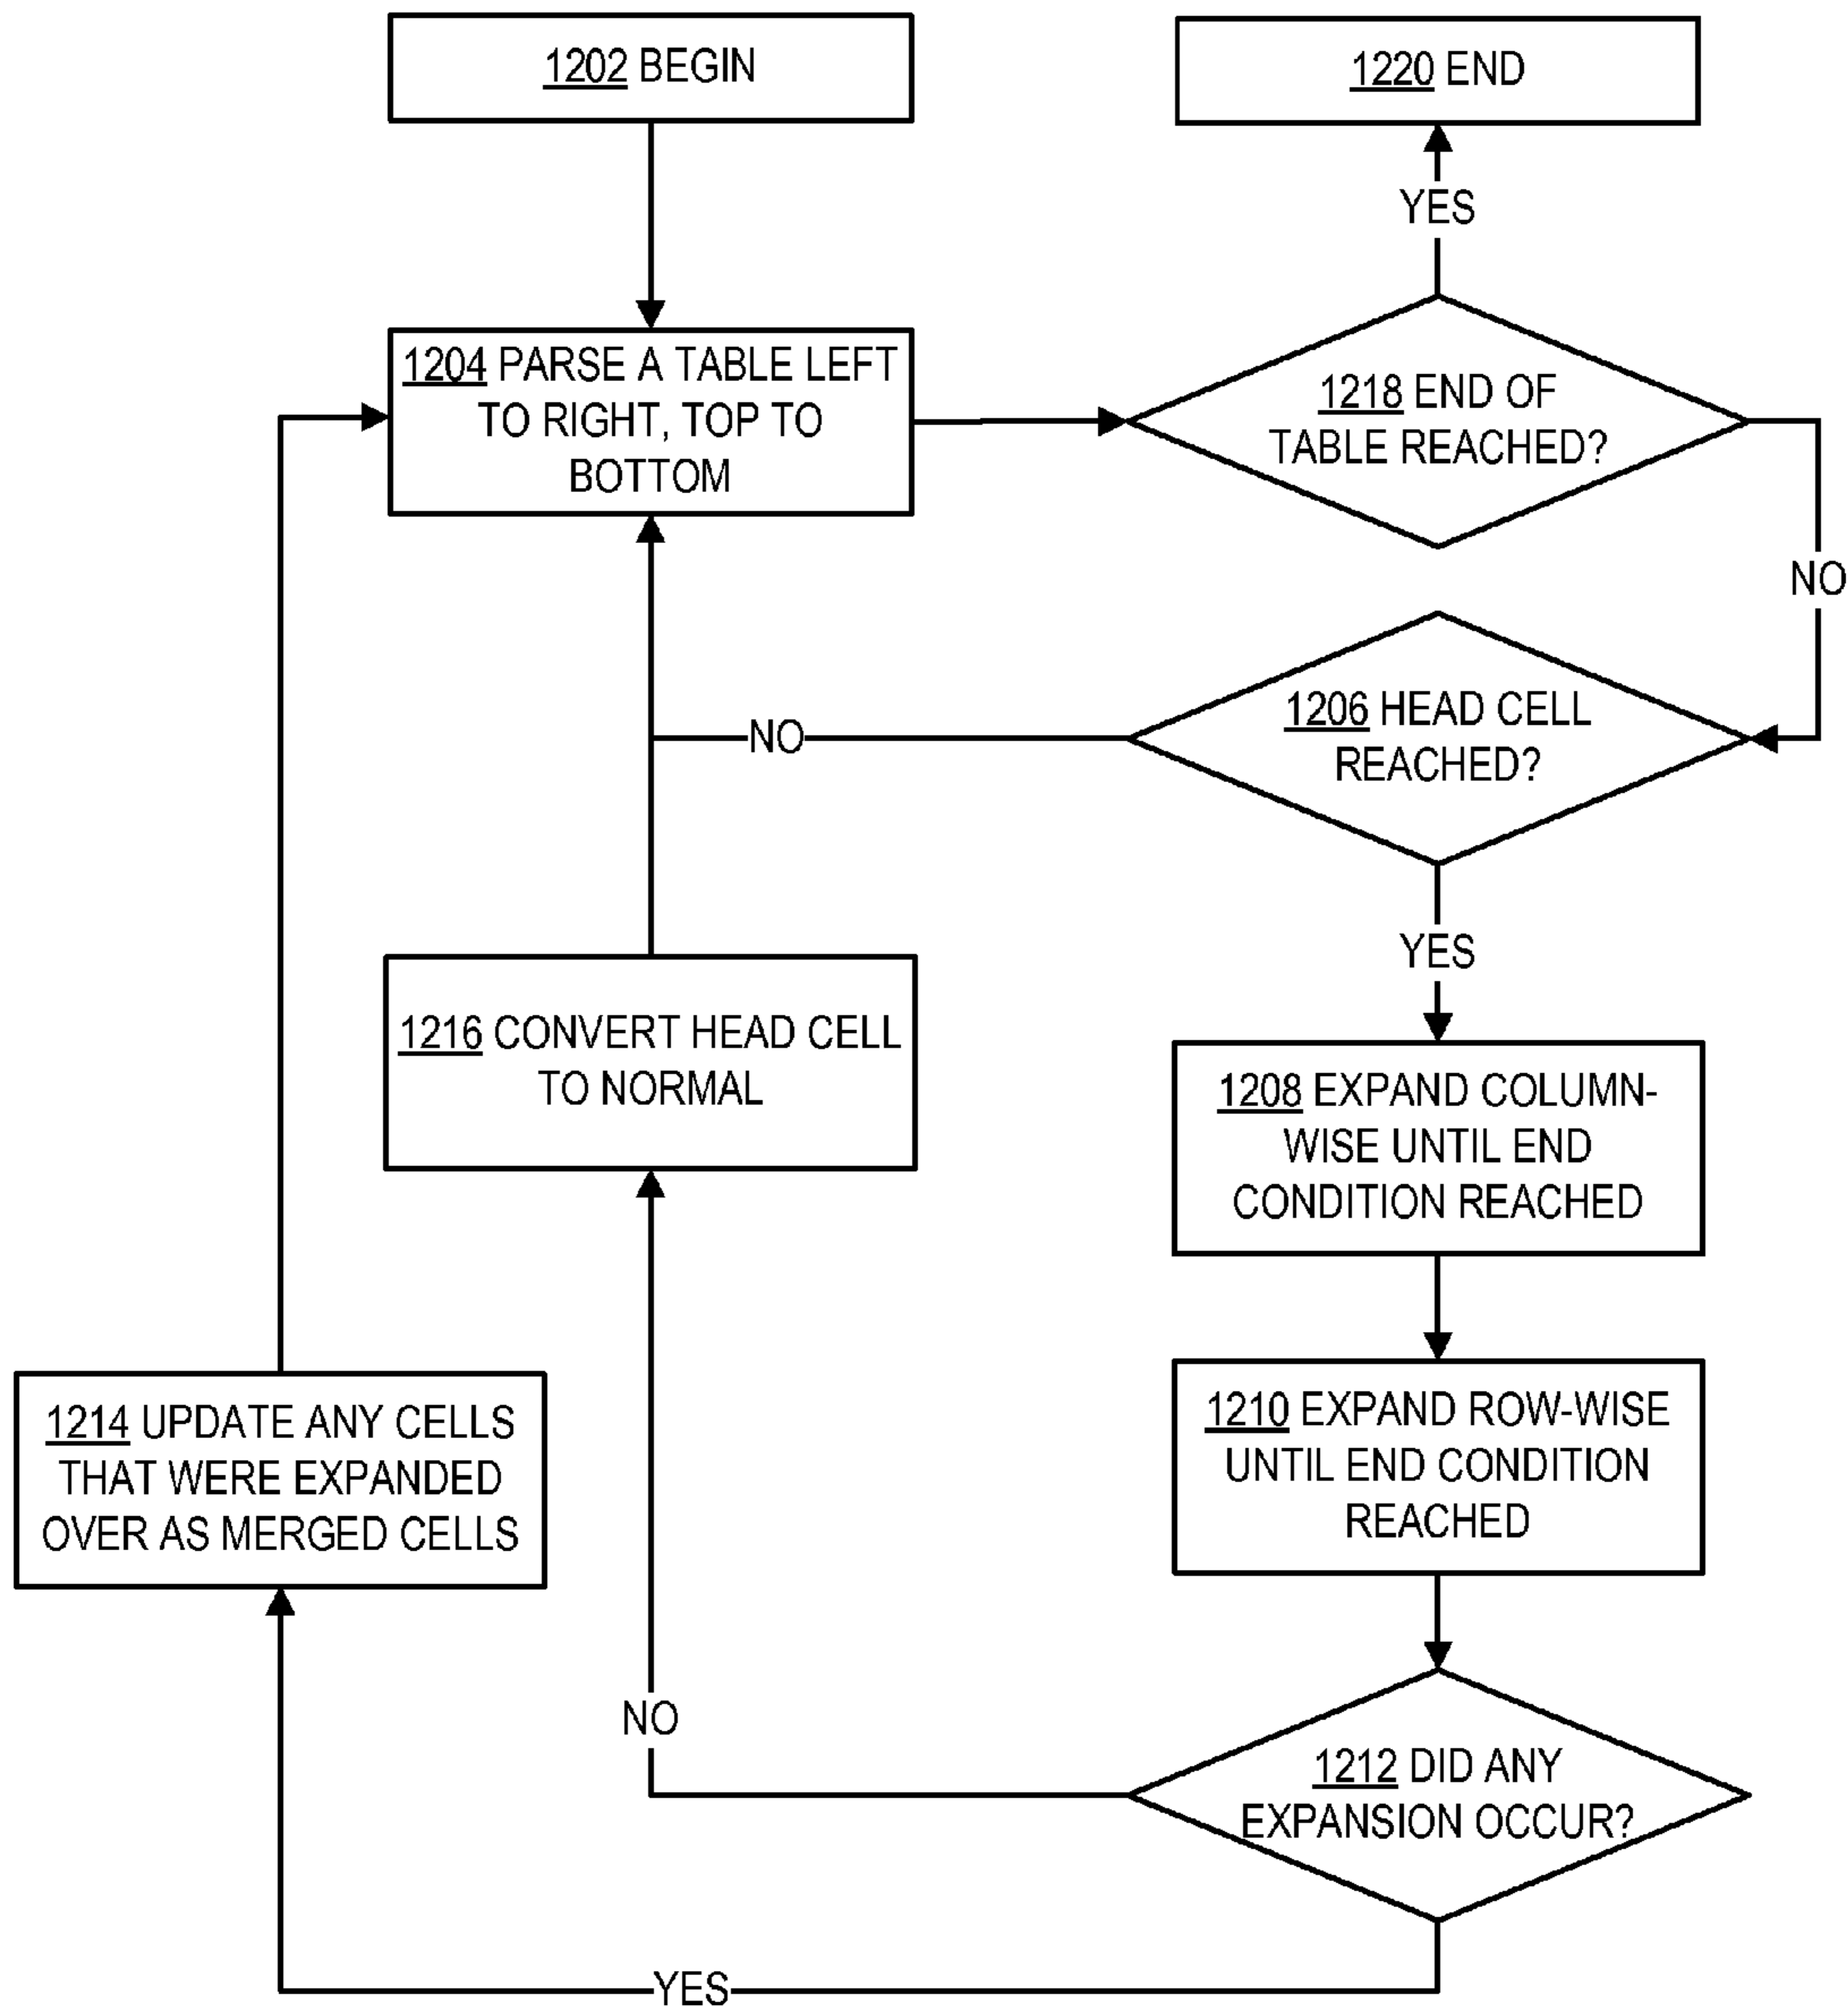 1202 BEGIN
1220 END
YES
1204 PARSE A TABLE LEFT
TO RIGHT, TOP TO
BOTTOM
1218 END OF
TABLE REACHED?
NO
1206 HEAD CELL
REACHED?
NO
YES
1216 CONVERT HEAD CELL
TO NORMAL
1208 EXPAND COLUMN-
WISE UNTIL END
CONDITION REACHED
1210 EXPAND ROW-WISE
UNTIL END CONDITION
REACHED
1214 UPDATE ANY CELLS
THAT WERE EXPANDED
OVER AS MERGED CELLS
NO
1212 DID ANY
EXPANSION OCCUR?
YES